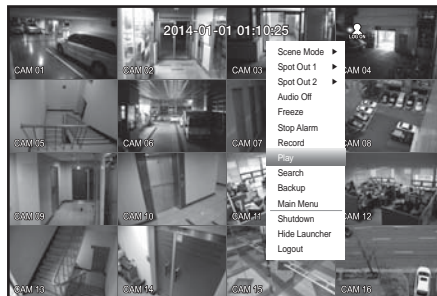 2014-01-01 01:10:25
LOG ON
CAM 01
CAM 02
CAM 03
CAM 04
Scene Mode
Spot Out 1
Spot Out 2
Audio Off
Freeze
Stop Alarm
Record
Play
Search
Backup
Main Menu
Shutdown
Hide Launcher
Logout
CAM 05
CAM 06
CAM 07
CAM 08
CAM 09
CAM 10
CAM 11
CAM 12
CAM 13
CAM 14
CAM 15
CAM 16